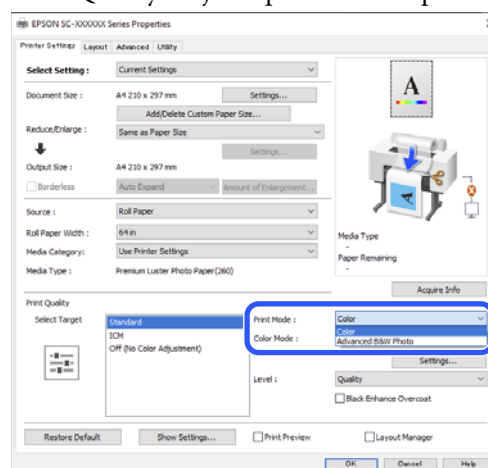 EPSON SC-XXXXXX Series Properties
Printer Settings Layout Advanced Utility
Select Setting : Current Settings
Document Size : A4 210 x 297 mm Settings...
Add/Delete Custom Paper Size...
Reduce/Enlarge : Same as Paper Size
Settings...
Output Size : A4 210 x 297 mm
Borderless Auto Expand Amount of Enlargement...
Source : Roll Paper
Roll Paper Width : 64 in
Media Category: Use Printer Settings
Media Type : Premium Luster Photo Paper(260)
A
Media Type
-
Paper Remaining
-
Acquire Info
Print Quality
Select Target
Standard
ICM
Off (No Color Adjustment)
Print Mode : Color
Color
Advanced B&W Photo
Color Mode :
Settings...
Level : Quality
Black Enhance Overcoat
Restore Default Show Settings... Print Preview Layout Manager
OK Cancel Help